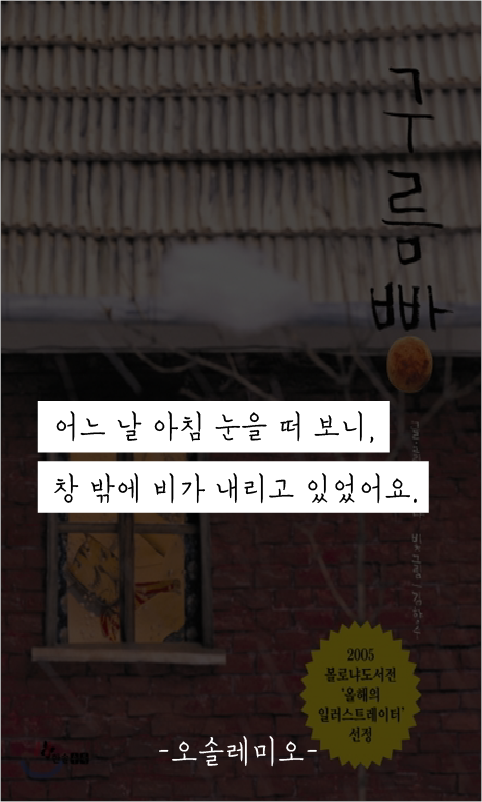 구름빵
어느 날 아침 눈을 떠 보니,
창 밖에 비가 내리고 있었어요.
2005
볼로냐도서전
'올해의
일러스트레이터'
선정
-오솔레미오-